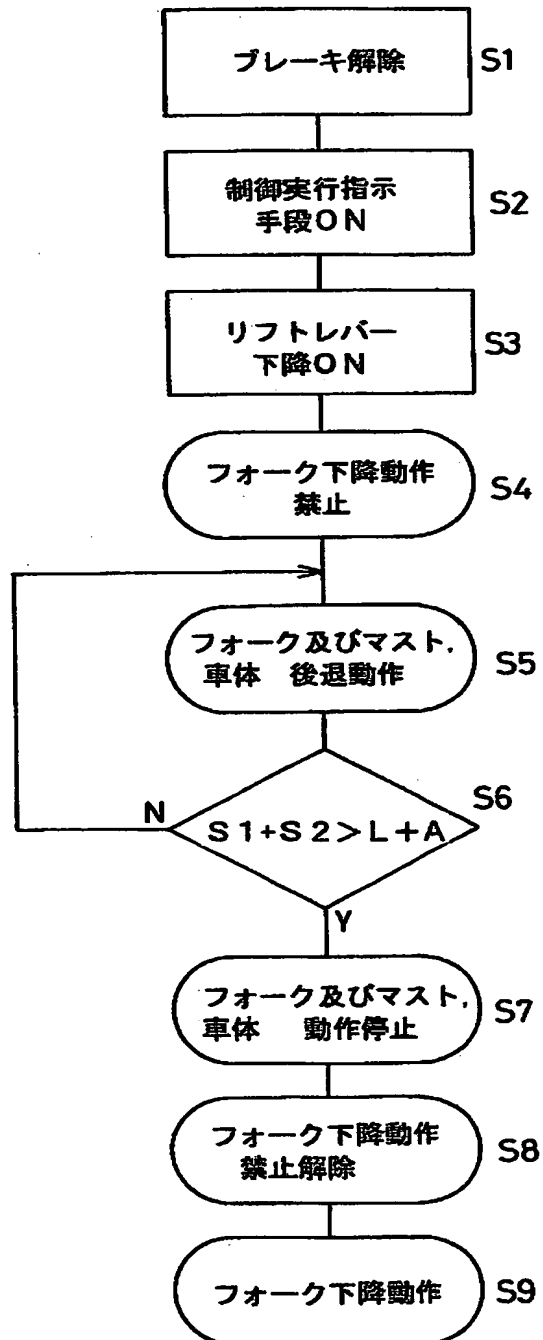 ブレーキ解除
S1
制御実行指示
手段ON
S2
リフトレバー
下降ON
S3
フォーク下降動作
禁止
S4
フォーク及びマスト,
車体 後退動作
S5
S6
N
S1+S2>L+A
Y
フォーク及びマスト,
車体 動作停止
S7
フォーク下降動作
禁止解除
S8
フォーク下降動作
S9